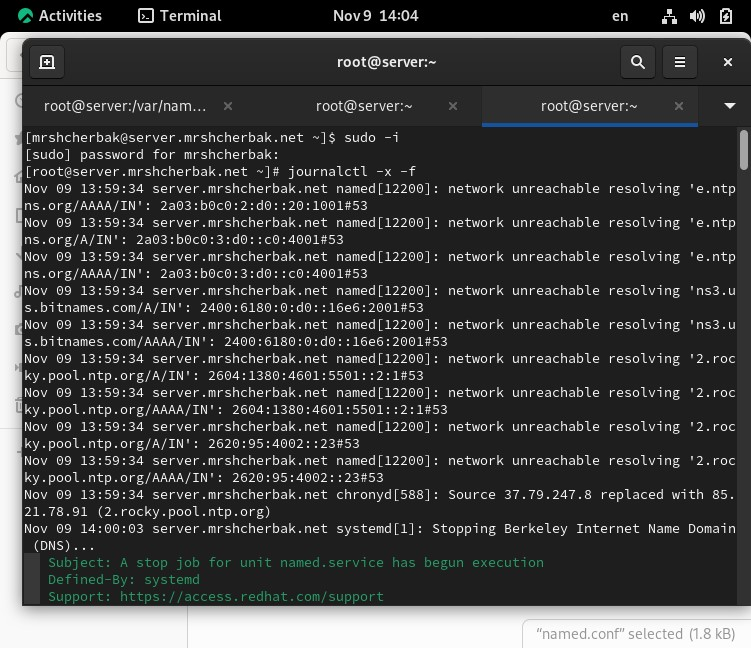 Activities
Terminal
Nov 9 14:04
en
root@server:~
root@server:/var/nam...
root@server:~
root@server:~
[mrshcherbak@server.mrshcherbak.net ~]$ sudo -i
[sudo] password for mrshcherbak:
[root@server.mrshcherbak.net ~]# journalctl -x -f
Nov 09 13:59:34 server.mrshcherbak.net named[12200]: network unreachable resolving 'e.ntp
ns.org/AAAA/IN': 2a03:b0c0:2:d0::20:1001#53
Nov 09 13:59:34 server.mrshcherbak.net named[12200]: network unreachable resolving 'e.ntp
ns.org/A/IN': 2a03:b0c0:3:d0::c0:4001#53
Nov 09 13:59:34 server.mrshcherbak.net named[12200]: network unreachable resolving 'e.ntp
ns.org/AAAA/IN': 2a03:b0c0:3:d0::c0:4001#53
Nov 09 13:59:34 server.mrshcherbak.net named[12200]: network unreachable resolving 'ns3.u
s.bitnames.com/A/IN': 2400:6180:0:d0::16e6:2001#53
Nov 09 13:59:34 server.mrshcherbak.net named[12200]: network unreachable resolving 'ns3.u
s.bitnames.com/AAAA/IN': 2400:6180:0:d0::16e6:2001#53
Nov 09 13:59:34 server.mrshcherbak.net named[12200]: network unreachable resolving '2.roc
ky.pool.ntp.org/A/IN': 2604:1380:4601:5501::2:1#53
Nov 09 13:59:34 server.mrshcherbak.net named[12200]: network unreachable resolving '2.roc
ky.pool.ntp.org/AAAA/IN': 2604:1380:4601:5501::2:1#53
Nov 09 13:59:34 server.mrshcherbak.net named[12200]: network unreachable resolving '2.roc
ky.pool.ntp.org/A/IN': 2620:95:4002::23#53
Nov 09 13:59:34 server.mrshcherbak.net named[12200]: network unreachable resolving '2.roc
ky.pool.ntp.org/AAAA/IN': 2620:95:4002::23#53
Nov 09 13:59:34 server.mrshcherbak.net chronyd[588]: Source 37.79.247.8 replaced with 85.
21.78.91 (2.rocky.pool.ntp.org)
Nov 09 14:00:03 server.mrshcherbak.net systemd[1]: Stopping Berkeley Internet Name Domain
(DNS)...
Subject: A stop job for unit named.service has begun execution
Defined-By: systemd
Support: https://access.redhat.com/support
“named.conf” selected (1.8 kB)